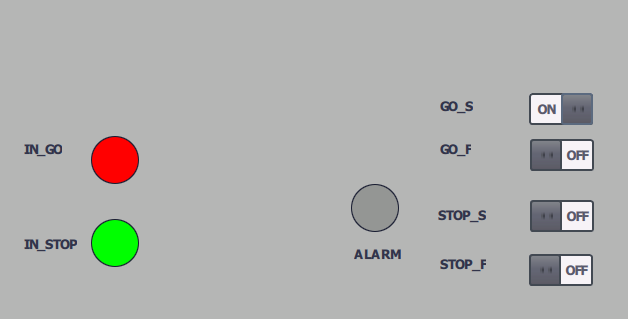 GO_S ON
IN_GO
GO_F OFF
STOP_S OFF
IN_STOP
ALARM
STOP_F OFF